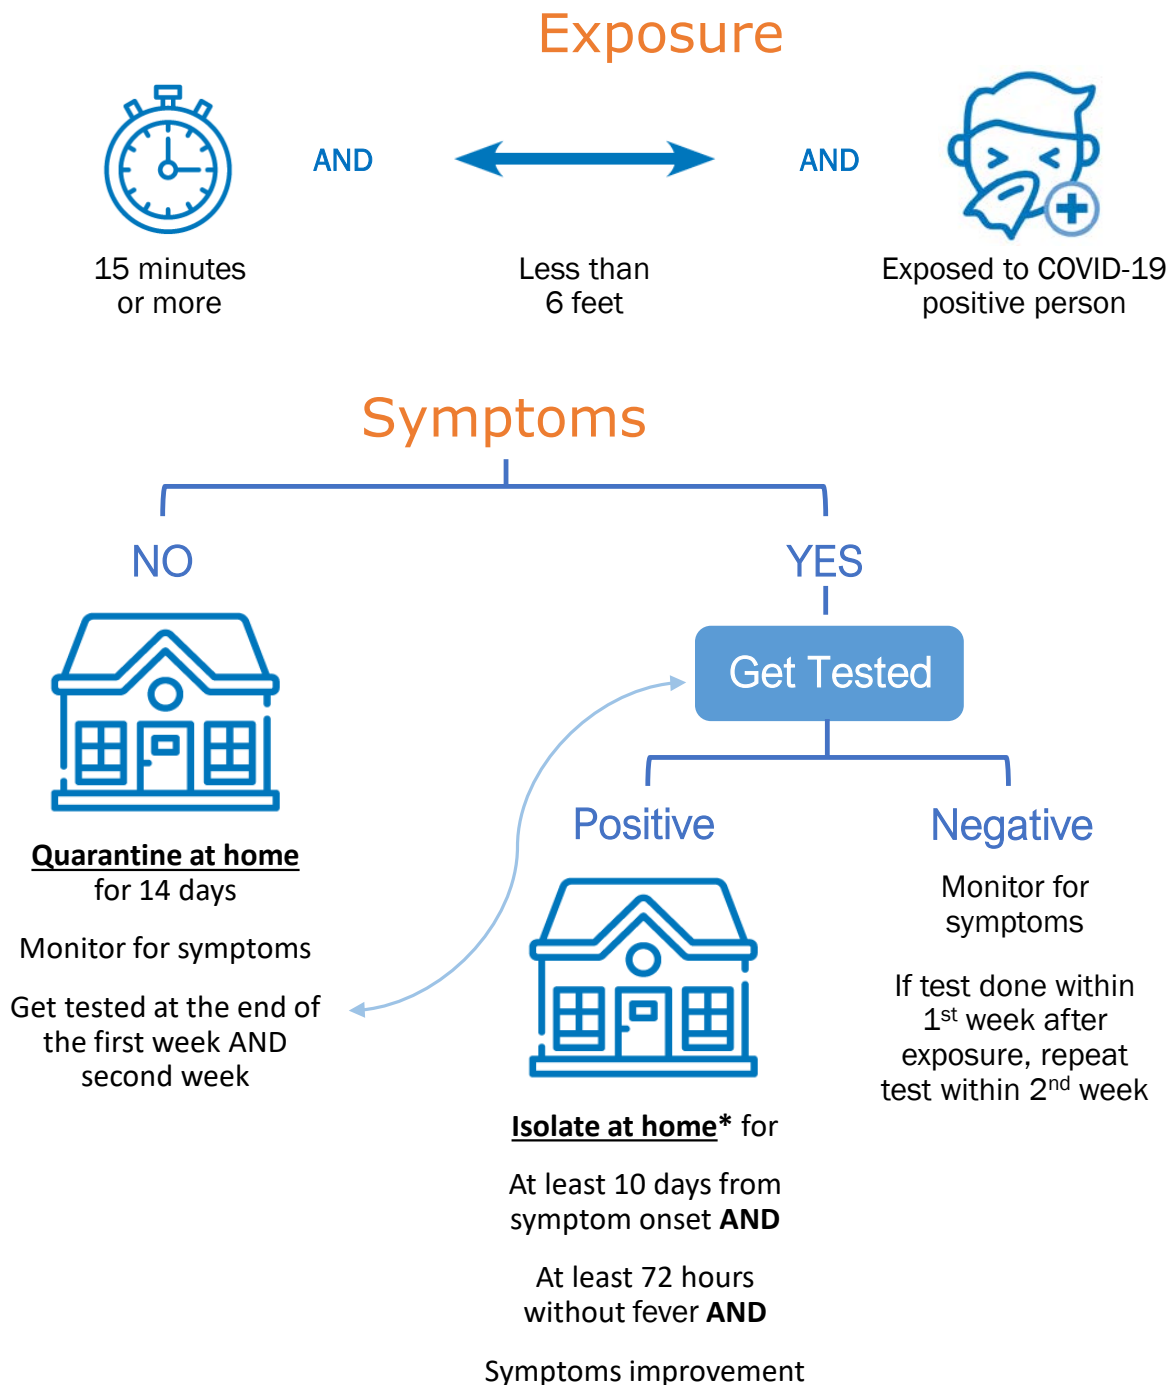 Exposure
AND
AND
15 minutes
or more
Less than
6 feet
Exposed to COVID-19
positive person
Symptoms
NO
YES
Get Tested
Quarantine at home
for 14 days
Monitor for symptoms
Get tested at the end of
the first week AND
second week
Positive
Isolate at home* for
At least 10 days from
symptom onset AND
At least 72 hours
without fever AND
Symptoms improvement
Negative
Monitor for
symptoms
If test done within
1st week after
exposure, repeat
test within 2nd week